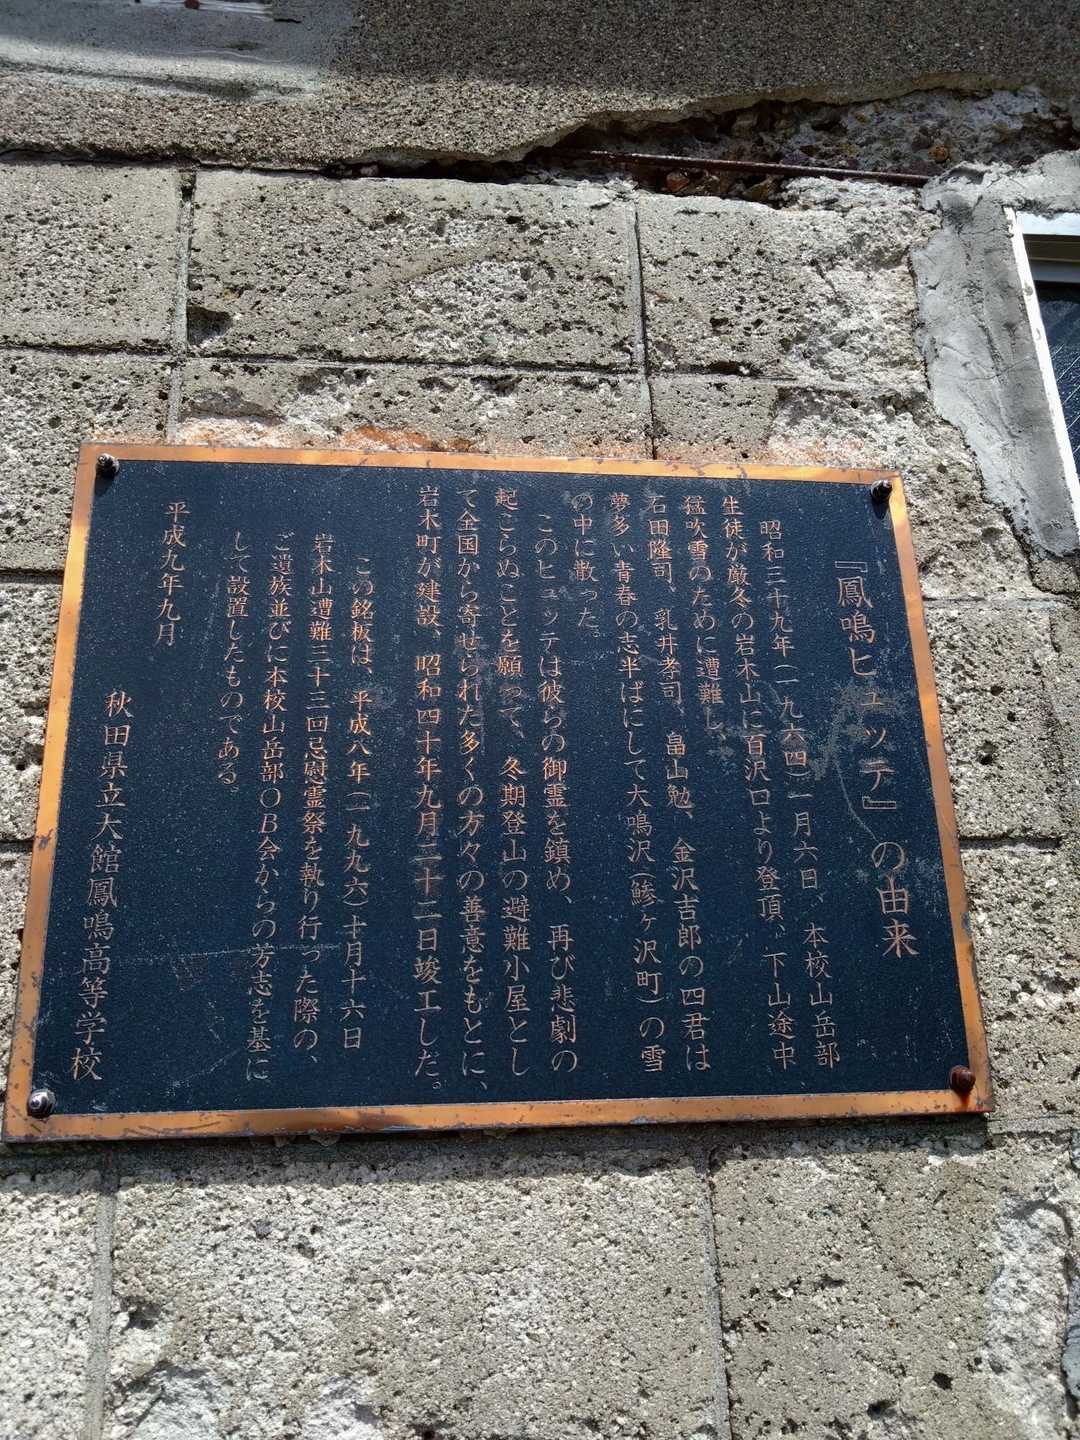 『鳳鳴ヒュッテ』の由来
昭和三十九年(一九六四)一月六日、本校山岳部
生徒が厳冬の岩木山に百沢口より登頂、下山途中
猛吹雪のために遭難し、
石田隆司、乳井孝司、畠山勉、金沢吉郎の四君は
夢多い青春の志半ばにして大鳴沢(鰺ヶ沢町)の雪
の中に散った。
このヒュッテは彼らの御霊を鎮め、再び悲劇の
起こらぬことを願って、冬期登山の避難小屋とし
て全国から寄せられた多くの方々の善意をもとに、
岩木町が建設、昭和四十年九月二十二日竣工した。
この銘板は、平成八年(一九九六)十月十六日
岩木山遭難三十三回忌慰霊祭を執り行った際の、
ご遺族並びに本校山岳部OB会からの芳志を基に
して設置したものである。
平成九年九月
秋田県立大館鳳鳴高等学校